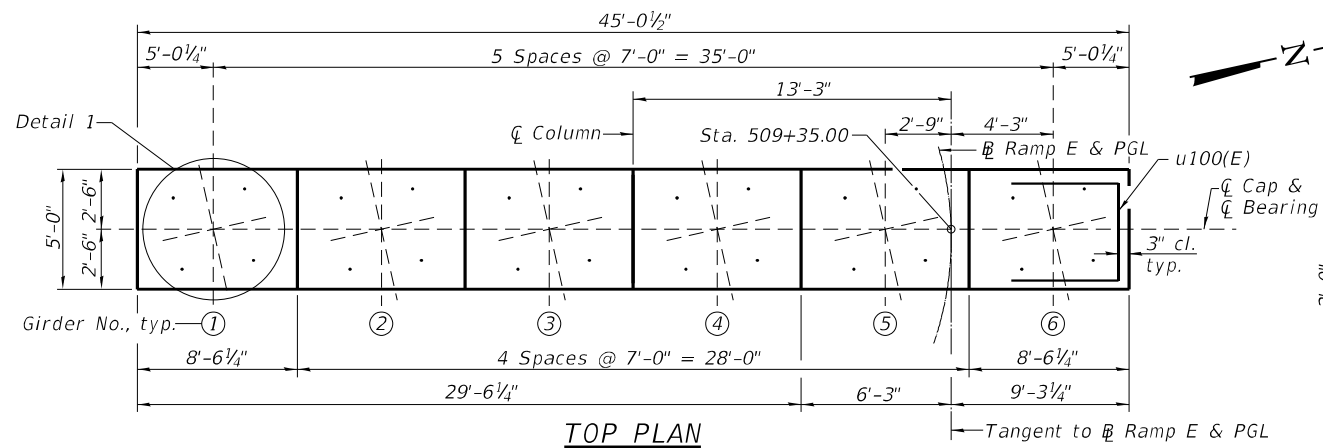 45'-0½"
5'-0¼"
5 Spaces @ 7'-0" = 35'-0"
5'-0¼"
N
13'-3"
Detail 1
℄ Column
Sta. 509+35.00
2'-9"
4'-3"
Ramp E & PGL
u100(E)
℄ Cap &
℄ Bearing
5'-0"
2'-6"
2'-6"
3" cl.
typ.
Girder No., typ.
1
2
3
4
5
6
8'-6¼"
4 Spaces @ 7'-0" = 28'-0"
8'-6¼"
29'-6¼"
6'-3"
9'-3¼"
TOP PLAN
Tangent to Ramp E & PGL